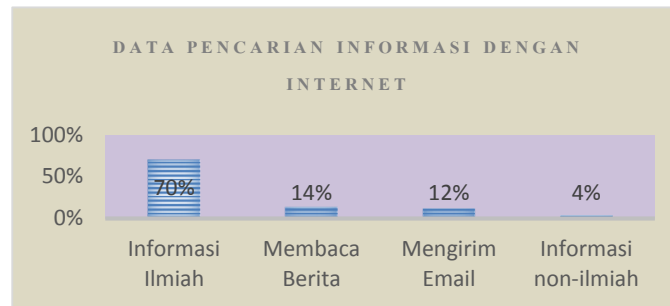 DATA PENCARIAN INFORMASI DENGAN
INTERNET
100%
50%
0%
70%
14%
12%
4%
Informasi
Ilmiah
Membaca
Berita
Mengirim
Email
Informasi
non-ilmiah